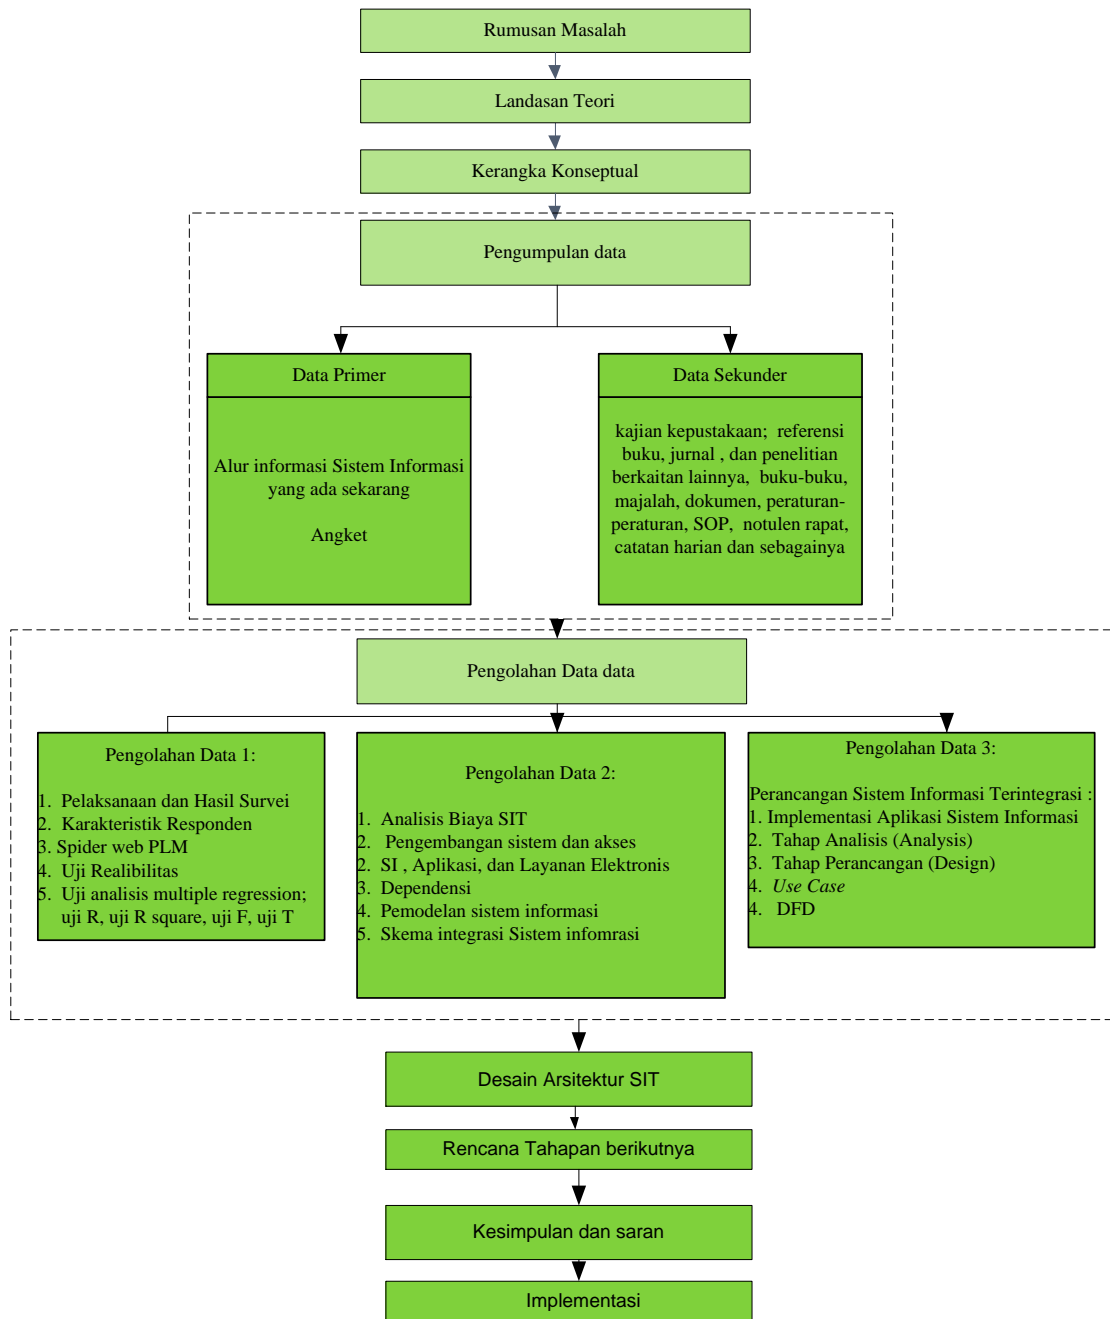 Rumusan Masalah
Landasan Teori
Kerangka Konseptual
Pengumpulan data
Data Primer
Alur informasi Sistem Informasi
yang ada sekarang
Angket
Data Sekunder
kajian kepustakaan; referensi
buku, jurnal , dan penelitian
berkaitan lainnya, buku-buku,
majalah, dokumen, peraturan-
peraturan, SOP, notulen rapat,
catatan harian dan sebagainya
Pengolahan Data data
Pengolahan Data 1:
1. Pelaksanaan dan Hasil Survei
2. Karakteristik Responden
3. Spider web PLM
4. Uji Realibilitas
5. Uji analisis multiple regression;
uji R, uji R square, uji F, uji T
Pengolahan Data 2:
1. Analisis Biaya SIT
2. Pengembangan sistem dan akses
2. SI , Aplikasi, dan Layanan Elektronis
3. Dependensi
4. Pemodelan sistem informasi
5. Skema integrasi Sistem infomrasi
Pengolahan Data 3:
Perancangan Sistem Informasi Terintegrasi :
1. Implementasi Aplikasi Sistem Informasi
2. Tahap Analisis (Analysis)
3. Tahap Perancangan (Design)
4. Use Case
4. DFD
Desain Arsitektur SIT
Rencana Tahapan berikutnya
Kesimpulan dan saran
Implementasi